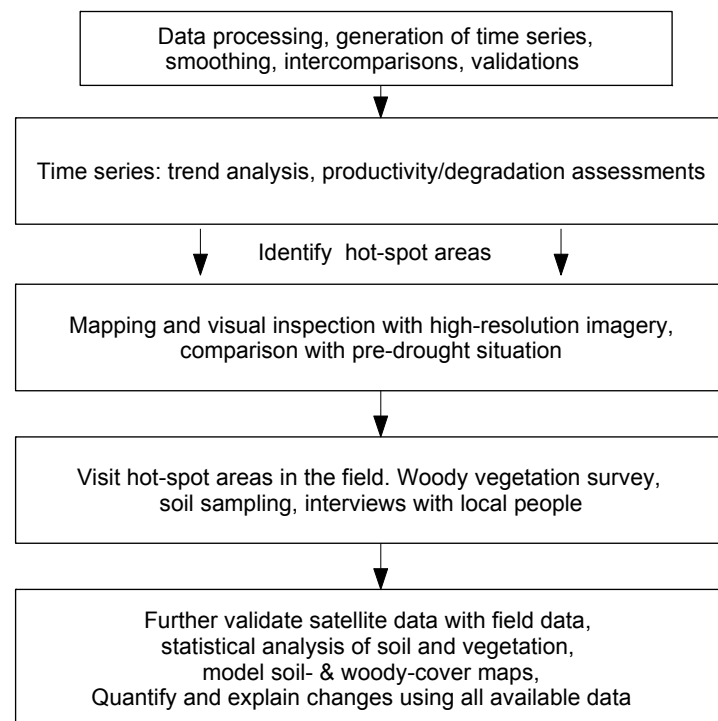 Data processing, generation of time series,
smoothing, intercomparisons, validations
Time series: trend analysis, productivity/degradation assessments
Identify hot-spot areas
Mapping and visual inspection with high-resolution imagery,
comparison with pre-drought situation
Visit hot-spot areas in the field. Woody vegetation survey,
soil sampling, interviews with local people
Further validate satellite data with field data,
statistical analysis of soil and vegetation,
model soil- & woody-cover maps,
Quantify and explain changes using all available data